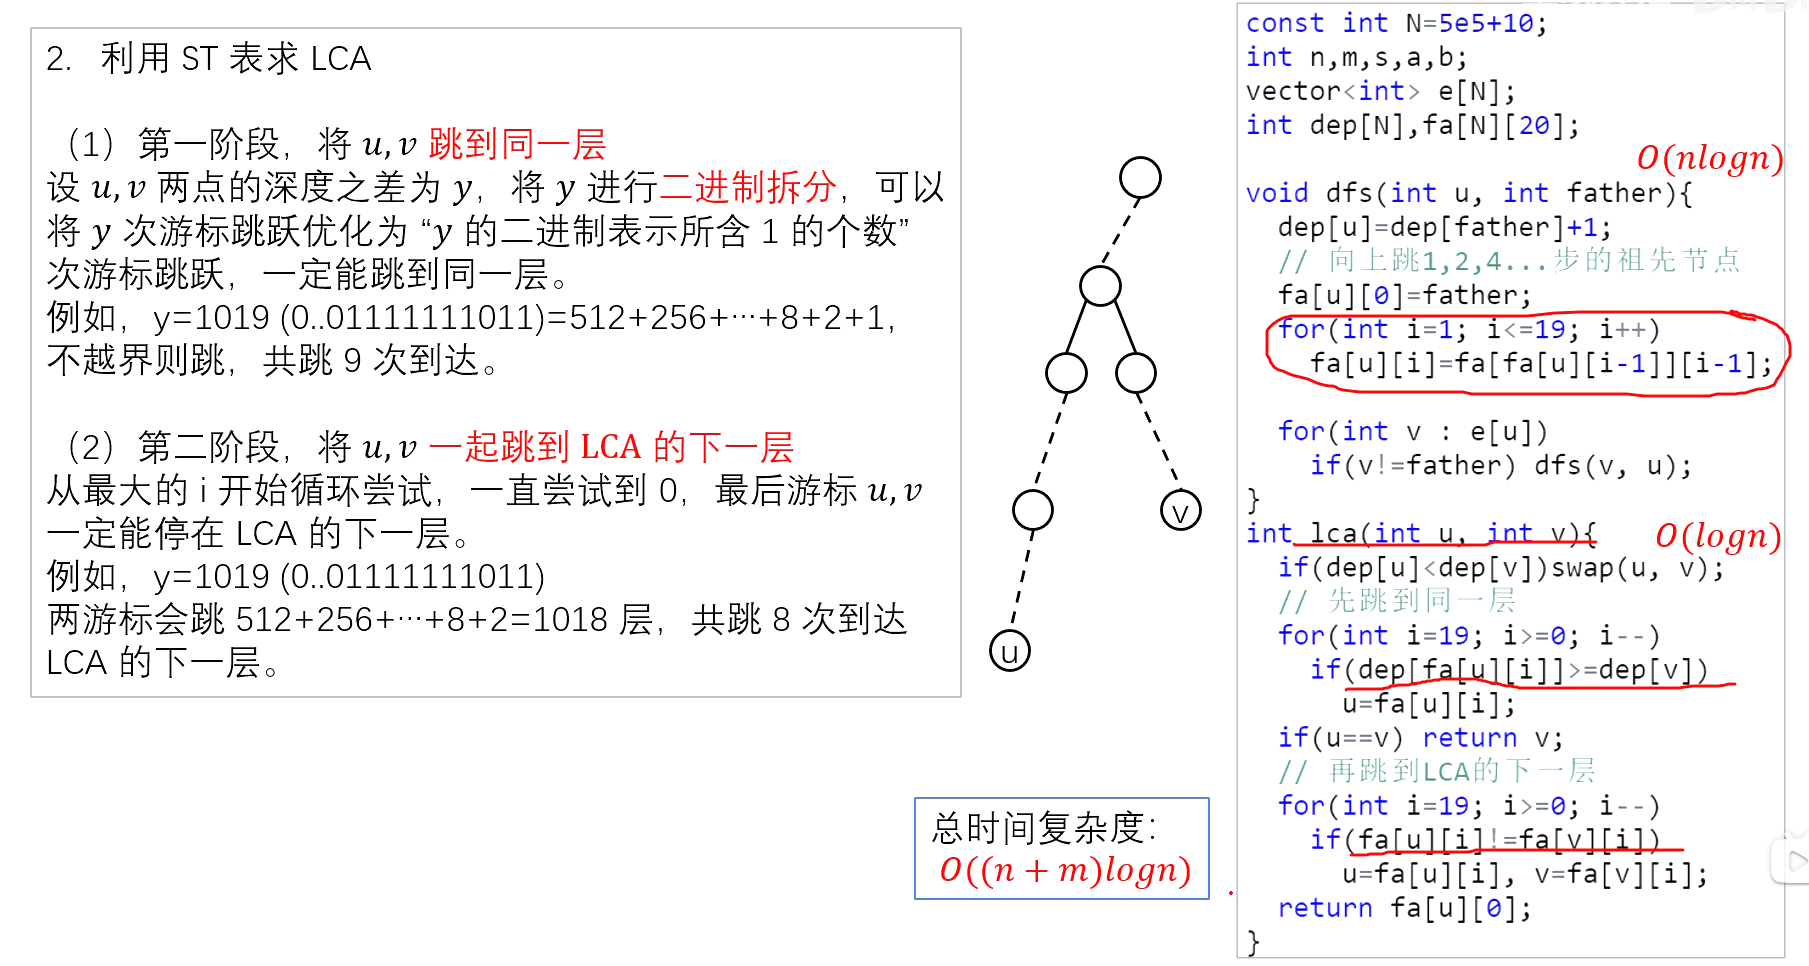 2. 利用 ST 表求 LCA
（1）第一阶段，将 u, v 跳到同一层
设 u, v 两点的深度之差为 y，将 y 进行二进制拆分，可以
将 y 次游标跳跃优化为 “y 的二进制表示所含 1 的个数”
次游标跳跃，一定能跳到同一层。
例如，y=1019 (0..01111111011)=512+256+···+8+2+1，
不越界则跳，共跳 9 次到达。
（2）第二阶段，将 u, v 一起跳到 LCA 的下一层
从最大的 i 开始循环尝试，一直尝试到 0，最后游标 u, v
一定能停在 LCA 的下一层。
例如，y=1019 (0..01111111011)
两游标会跳 512+256+···+8+2=1018 层，共跳 8 次到达
LCA 的下一层。
v
u
总时间复杂度：
O((n + m)logn)
const int N=5e5+10;
int n,m,s,a,b;
vector<int> e[N];
int dep[N],fa[N][20];
O(nlogn)
void dfs(int u, int father){
dep[u]=dep[father]+1;
// 向上跳1,2,4...步的祖先节点
fa[u][0]=father;
for(int i=1; i<=19; i++)
fa[u][i]=fa[fa[u][i-1]][i-1];
for(int v : e[u])
if(v!=father) dfs(v, u);
}
int lca(int u, int v){
O(logn)
if(dep[u]<dep[v])swap(u, v);
// 先跳到同一层
for(int i=19; i>=0; i--)
if(dep[fa[u][i]]>=dep[v])
u=fa[u][i];
if(u==v) return v;
// 再跳到LCA的下一层
for(int i=19; i>=0; i--)
if(fa[u][i]!=fa[v][i])
u=fa[u][i], v=fa[v][i];
return fa[u][0];
}